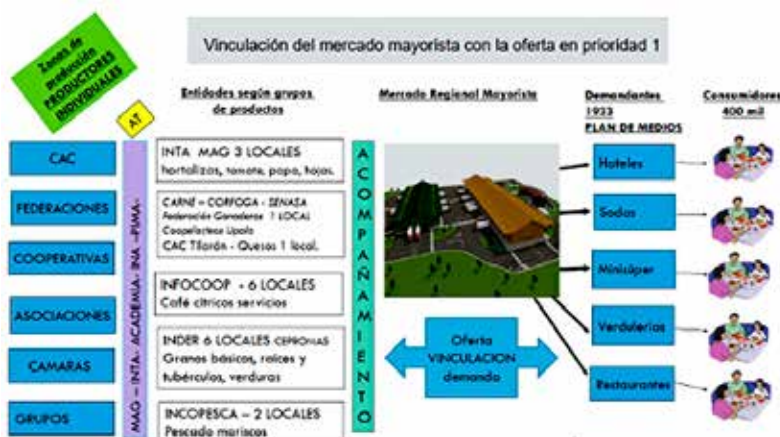 Vinculación del mercado mayorista con la oferta en prioridad 1
Zonas de
producción
PRODUCTORES
INDIVIDUALES
AT
Entidades según grupos
de productos
Mercado Regional Mayorista
Demandantes
1933
PLAN DE MEDIOS
Consumidores
400 mil
CAC
FEDERACIONES
COOPERATIVAS
ASOCIACIONES
CAMARAS
GRUPOS
MAG – INTA- ACADEMIA- INA –PIMA-
INTA MAG 3 LOCALES
hortalizas, tomate, papa, hojas.
CARNE – CORFOGA - SENASA
Federación Ganaderos 1 LOCAL
CAC Tilarán - Quesos 1 local.
INFOCOOP - 6 LOCALES
Café cítricos servicios
INDER 6 LOCALES CEPROMAS
Granos básicos, raíces y
tubérculos, verduras
INCOPESCA – 2 LOCALES
Pescado mariscos
ACOMPAÑAMIENTO
Oferta
VINCULACION
demanda
Hoteles
Sodas
Minisúper
Verdulerías
Restaurantes